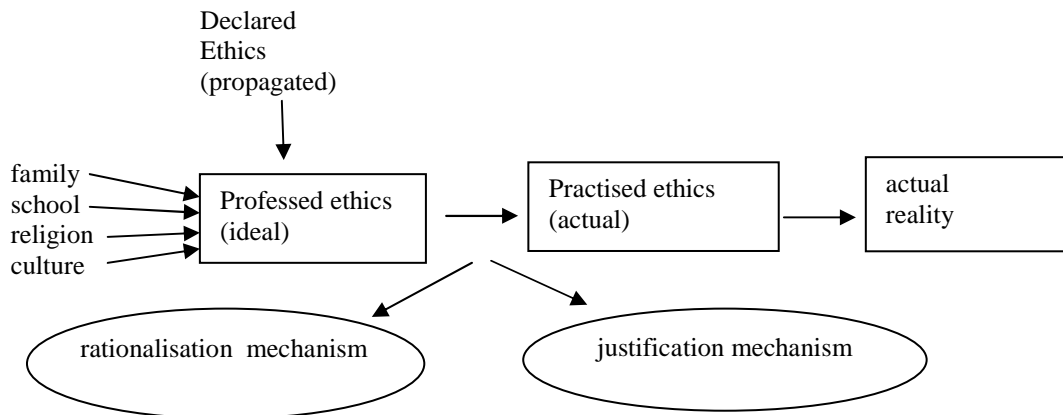 Declared
Ethics
(propagated)
family
school
religion
culture
Professed ethics
(ideal)
Practised ethics
(actual)
actual
reality
rationalisation mechanism
justification mechanism